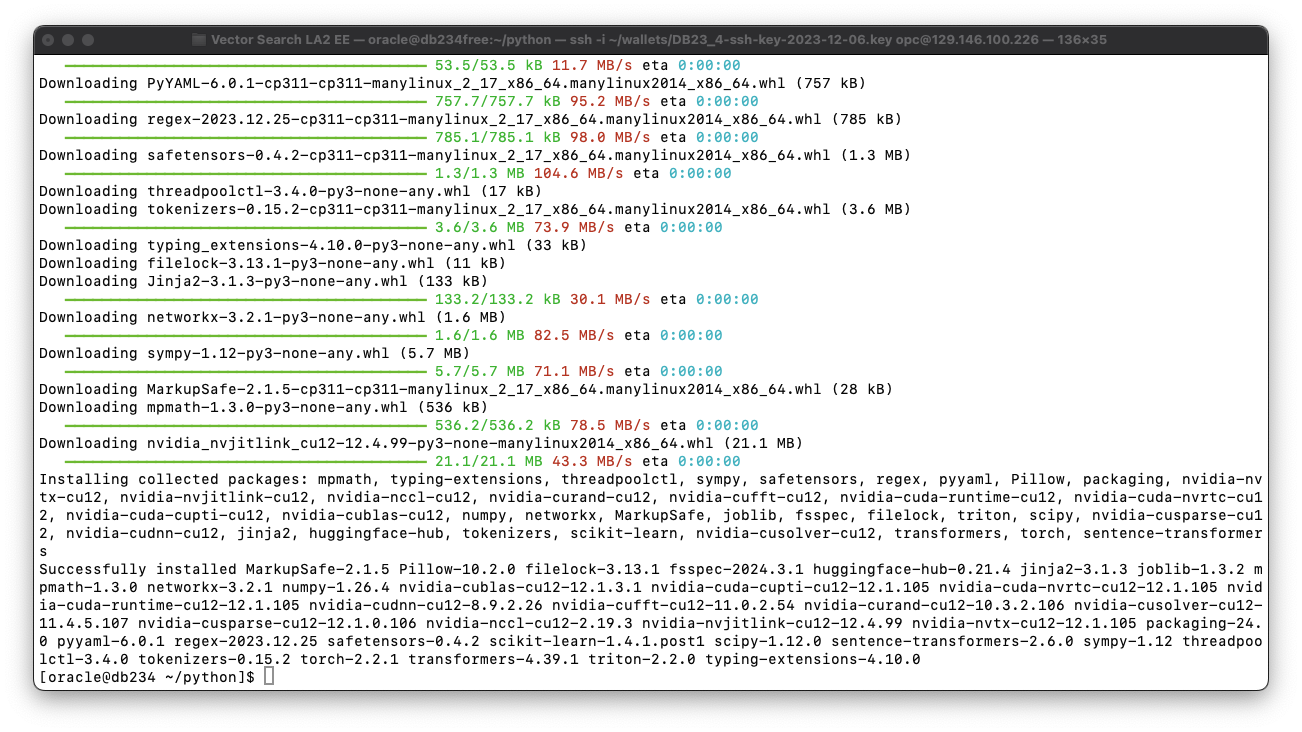 Vector Search LA2 EE — oracle@db234free:~/python — ssh -i ~/wallets/DB23_4-ssh-key-2023-12-06.key opc@129.146.100.226 — 136×35
53.5/53.5 kB 11.7 MB/s eta 0:00:00
Downloading PyYAML-6.0.1-cp311-cp311-manylinux_2_17_x86_64.manylinux2014_x86_64.whl (757 kB)
757.7/757.7 kB 95.2 MB/s eta 0:00:00
Downloading regex-2023.12.25-cp311-cp311-manylinux_2_17_x86_64.manylinux2014_x86_64.whl (785 kB)
785.1/785.1 kB 98.0 MB/s eta 0:00:00
Downloading safetensors-0.4.2-cp311-cp311-manylinux_2_17_x86_64.manylinux2014_x86_64.whl (1.3 MB)
1.3/1.3 MB 104.6 MB/s eta 0:00:00
Downloading threadpoolctl-3.4.0-py3-none-any.whl (17 kB)
Downloading tokenizers-0.15.2-cp311-cp311-manylinux_2_17_x86_64.manylinux2014_x86_64.whl (3.6 MB)
3.6/3.6 MB 73.9 MB/s eta 0:00:00
Downloading typing_extensions-4.10.0-py3-none-any.whl (33 kB)
Downloading filelock-3.13.1-py3-none-any.whl (11 kB)
Downloading Jinja2-3.1.3-py3-none-any.whl (133 kB)
133.2/133.2 kB 30.1 MB/s eta 0:00:00
Downloading networkx-3.2.1-py3-none-any.whl (1.6 MB)
1.6/1.6 MB 82.5 MB/s eta 0:00:00
Downloading sympy-1.12-py3-none-any.whl (5.7 MB)
5.7/5.7 MB 71.1 MB/s eta 0:00:00
Downloading MarkupSafe-2.1.5-cp311-cp311-manylinux_2_17_x86_64.manylinux2014_x86_64.whl (28 kB)
Downloading mpmath-1.3.0-py3-none-any.whl (536 kB)
536.2/536.2 kB 78.5 MB/s eta 0:00:00
Downloading nvidia_nvjitlink_cu12-12.4.99-py3-none-manylinux2014_x86_64.whl (21.1 MB)
21.1/21.1 MB 43.3 MB/s eta 0:00:00
Installing collected packages: mpmath, typing-extensions, threadpoolctl, sympy, safetensors, regex, pyyaml, Pillow, packaging, nvidia-nv
tx-cu12, nvidia-nvjitlink-cu12, nvidia-nccl-cu12, nvidia-curand-cu12, nvidia-cufft-cu12, nvidia-cuda-runtime-cu12, nvidia-cuda-nvrtc-cu1
2, nvidia-cuda-cupti-cu12, nvidia-cublas-cu12, numpy, networkx, MarkupSafe, joblib, fsspec, filelock, triton, scipy, nvidia-cusparse-cu1
2, nvidia-cudnn-cu12, jinja2, huggingface-hub, tokenizers, scikit-learn, nvidia-cusolver-cu12, transformers, torch, sentence-transformer
s
Successfully installed MarkupSafe-2.1.5 Pillow-10.2.0 filelock-3.13.1 fsspec-2024.3.1 huggingface-hub-0.21.4 jinja2-3.1.3 joblib-1.3.2 m
pmath-1.3.0 networkx-3.2.1 numpy-1.26.4 nvidia-cublas-cu12-12.1.3.1 nvidia-cuda-cupti-cu12-12.1.105 nvidia-cuda-nvrtc-cu12-12.1.105 nvid
ia-cuda-runtime-cu12-12.1.105 nvidia-cudnn-cu12-8.9.2.26 nvidia-cufft-cu12-11.0.2.54 nvidia-curand-cu12-10.3.2.106 nvidia-cusolver-cu12-
11.4.5.107 nvidia-cusparse-cu12-12.1.0.106 nvidia-nccl-cu12-2.19.3 nvidia-nvjitlink-cu12-12.4.99 nvidia-nvtx-cu12-12.1.105 packaging-24.
0 pyyaml-6.0.1 regex-2023.12.25 safetensors-0.4.2 scikit-learn-1.4.1.post1 scipy-1.12.0 sentence-transformers-2.6.0 sympy-1.12 threadpoo
lctl-3.4.0 tokenizers-0.15.2 torch-2.2.1 transformers-4.39.1 triton-2.2.0 typing-extensions-4.10.0
[oracle@db234 ~/python]$